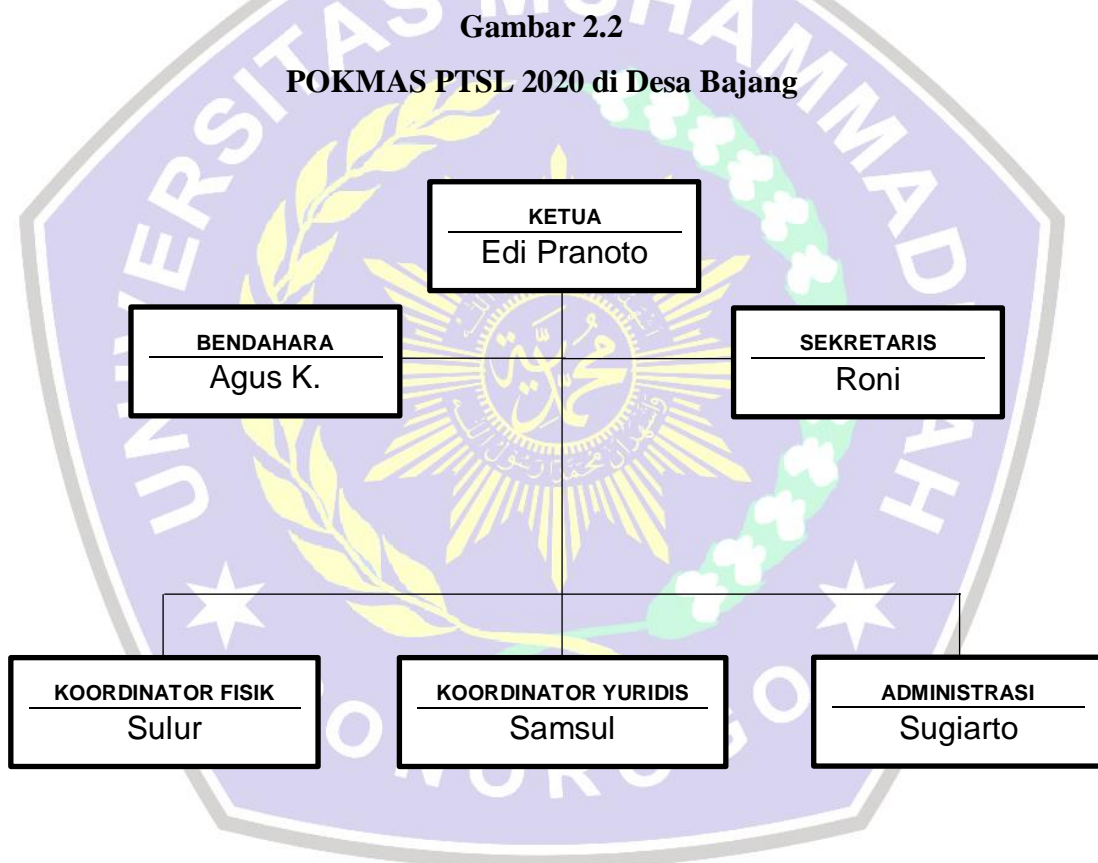 Gambar 2.2
POKMAS PTSL 2020 di Desa Bajang
KETUA
Edi Pranoto
BENDAHARA
Agus K.
SEKRETARIS
Roni
KOORDINATOR FISIK
Sulur
KOORDINATOR YURIDIS
Samsul
ADMINISTRASI
Sugiarto